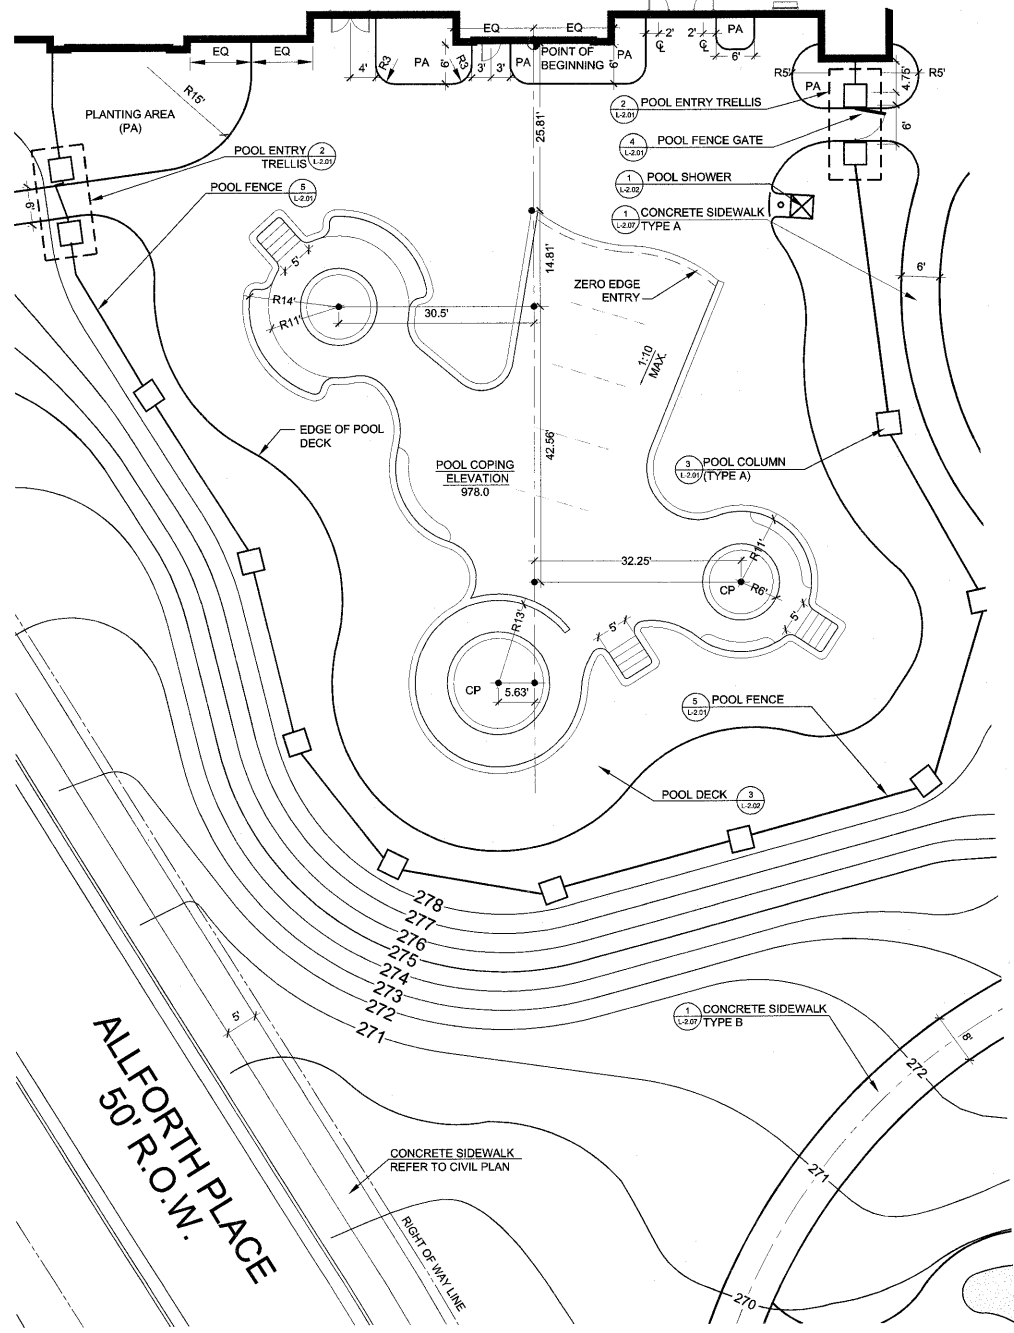 EQ
EQ
EQ
EQ
2'
2'
℄
℄
PA
6'
POINT OF
BEGINNING
PA
PA
PA
R3
R3
6'
6'
4'
3'
3'
R5'
R5'
4.75'
PA
6'
R15'
PLANTING AREA
(PA)
25.81'
2
L-2.01
POOL ENTRY TRELLIS
4
L-2.01
POOL FENCE GATE
POOL ENTRY
TRELLIS
2
L-2.01
POOL FENCE
5
L-2.01
1
L-2.02
POOL SHOWER
1
L-2.07
CONCRETE SIDEWALK
TYPE A
6'
5'
14.81'
6'
ZERO EDGE
ENTRY
R14'
R11'
30.5'
1:10
MAX.
EDGE OF POOL
DECK
42.56'
POOL COPING
ELEVATION
978.0
3
L-2.01
POOL COLUMN
(TYPE A)
R11'
32.25'
CP
R6'
R13'
5'
5'
CP
5.63'
5
L-2.01
POOL FENCE
POOL DECK
3
L-2.02
278
277
276
275
274
273
272
271
5'
1
L-2.07
CONCRETE SIDEWALK
TYPE B
8'
272
ALLFORTH PLACE
50' R.O.W.
CONCRETE SIDEWALK
REFER TO CIVIL PLAN
271
RIGHT OF WAY LINE
270